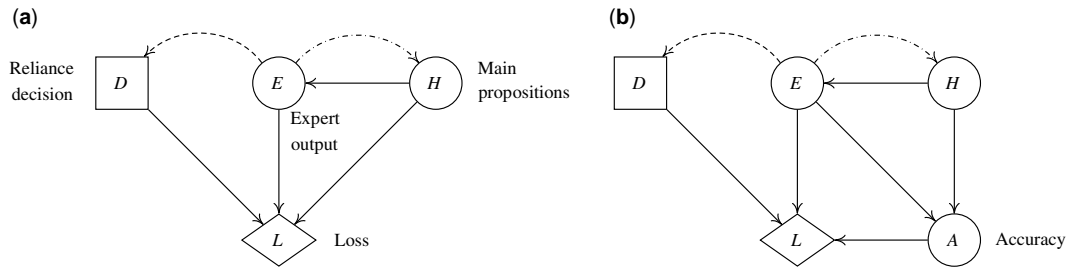 (a)
Reliance
decision
D
E
H
Main
propositions
Expert
output
L
Loss
(b)
D
E
H
L
A
Accuracy